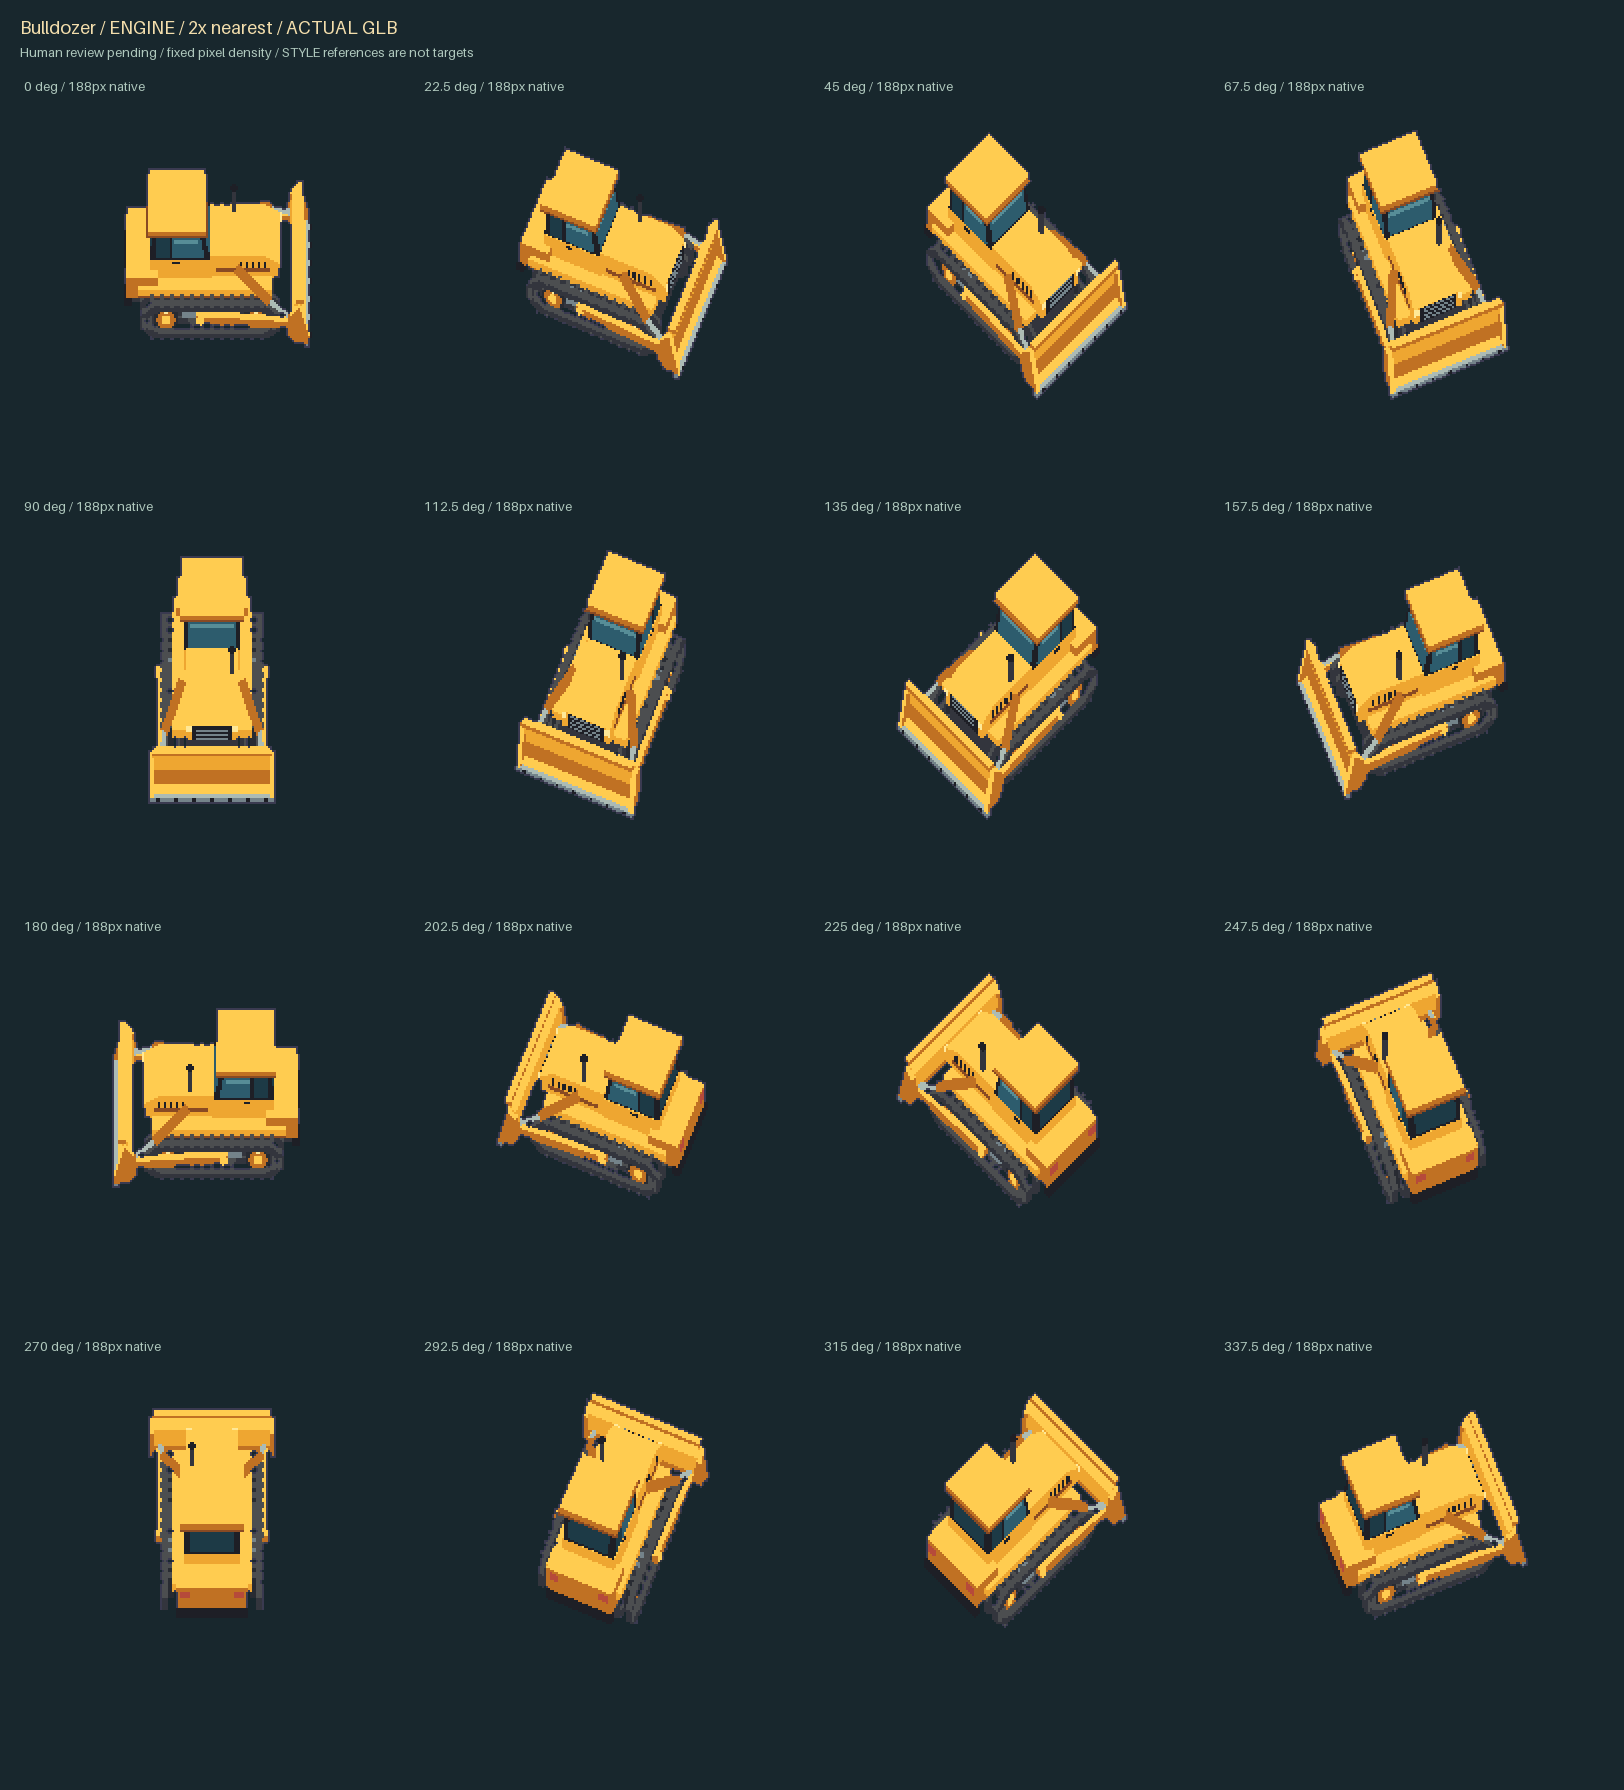 Bulldozer / ENGINE / 2x nearest / ACTUAL GLB
Human review pending / fixed pixel density / STYLE references are not targets
0 deg / 188px native
22.5 deg / 188px native
45 deg / 188px native
67.5 deg / 188px native
90 deg / 188px native
112.5 deg / 188px native
135 deg / 188px native
157.5 deg / 188px native
180 deg / 188px native
202.5 deg / 188px native
225 deg / 188px native
247.5 deg / 188px native
270 deg / 188px native
292.5 deg / 188px native
315 deg / 188px native
337.5 deg / 188px native